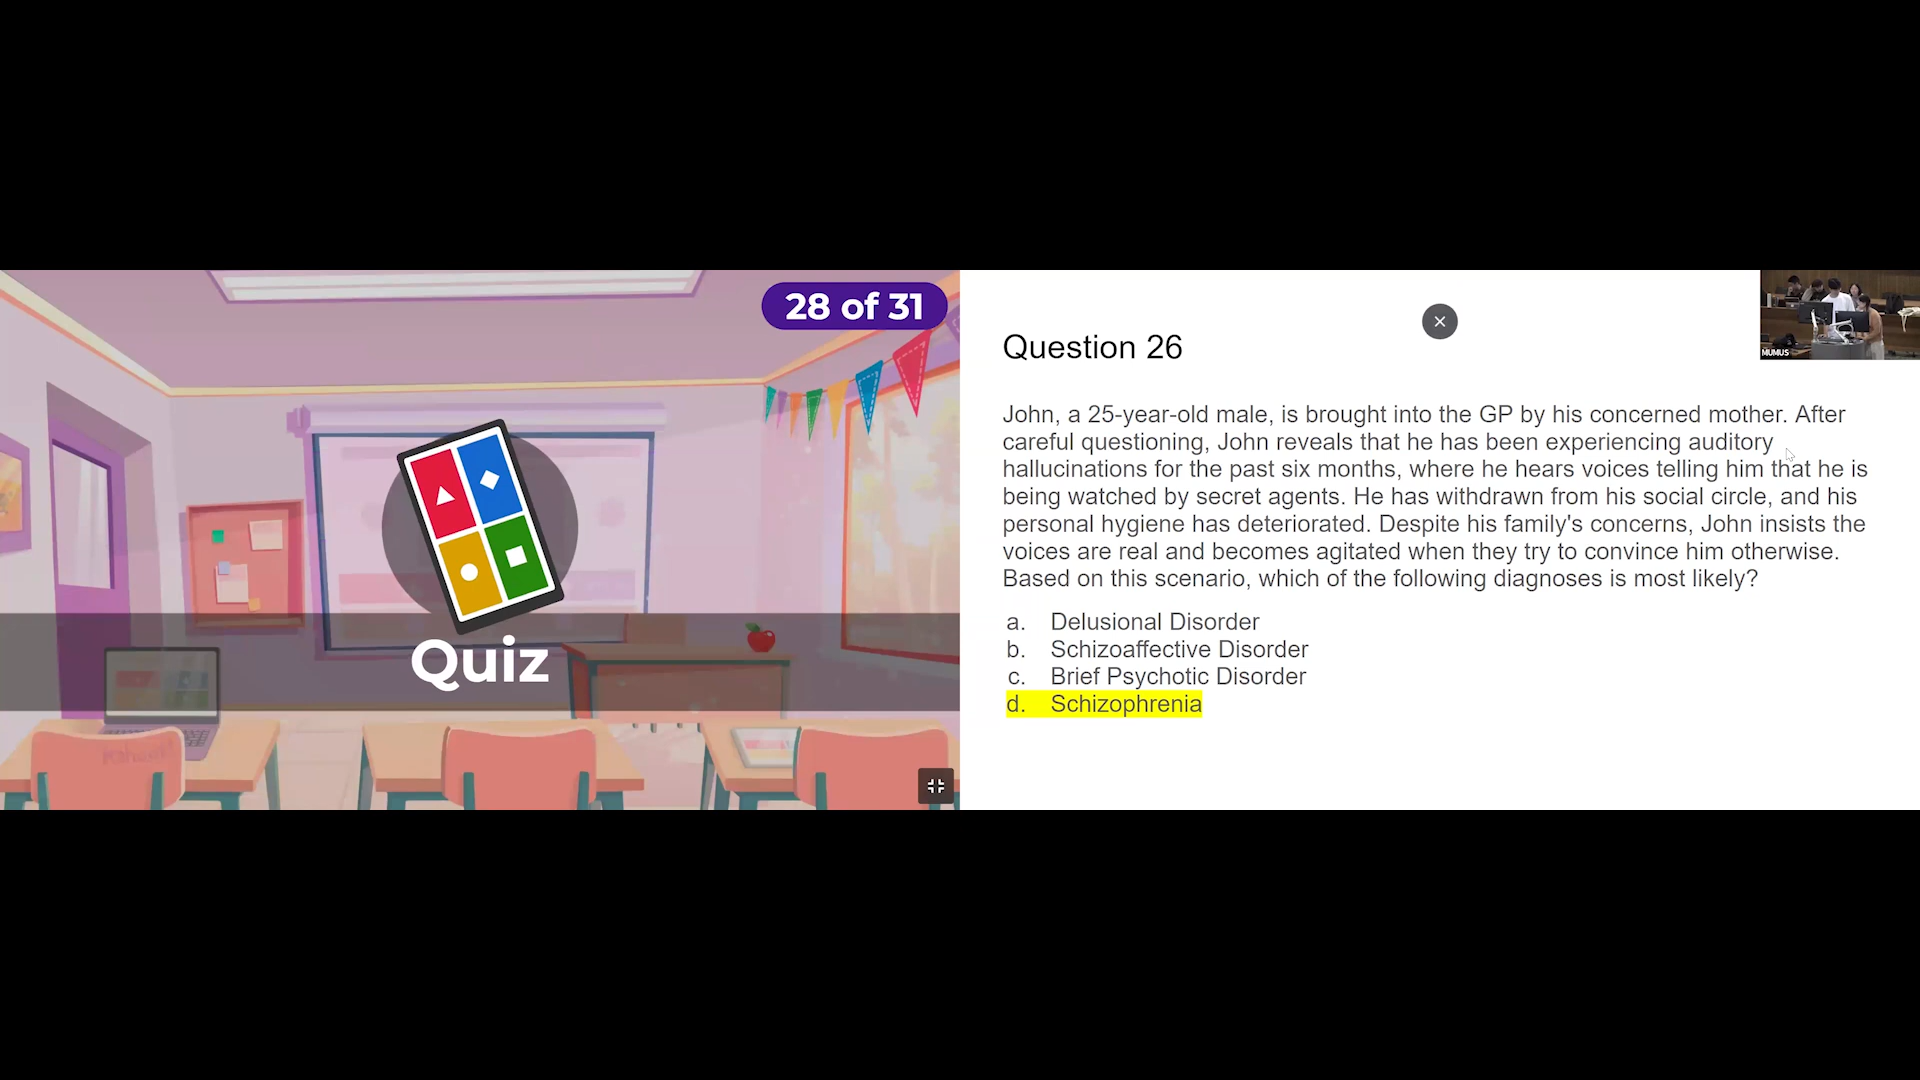 28 of 31
Quiz
Question 26
MUMUS
John, a 25-year-old male, is brought into the GP by his concerned mother. After
careful questioning, John reveals that he has been experiencing auditory
hallucinations for the past six months, where he hears voices telling him that he is
being watched by secret agents. He has withdrawn from his social circle, and his
personal hygiene has deteriorated. Despite his family's concerns, John insists the
voices are real and becomes agitated when they try to convince him otherwise.
Based on this scenario, which of the following diagnoses is most likely?
a. Delusional Disorder
b. Schizoaffective Disorder
c. Brief Psychotic Disorder
d. Schizophrenia